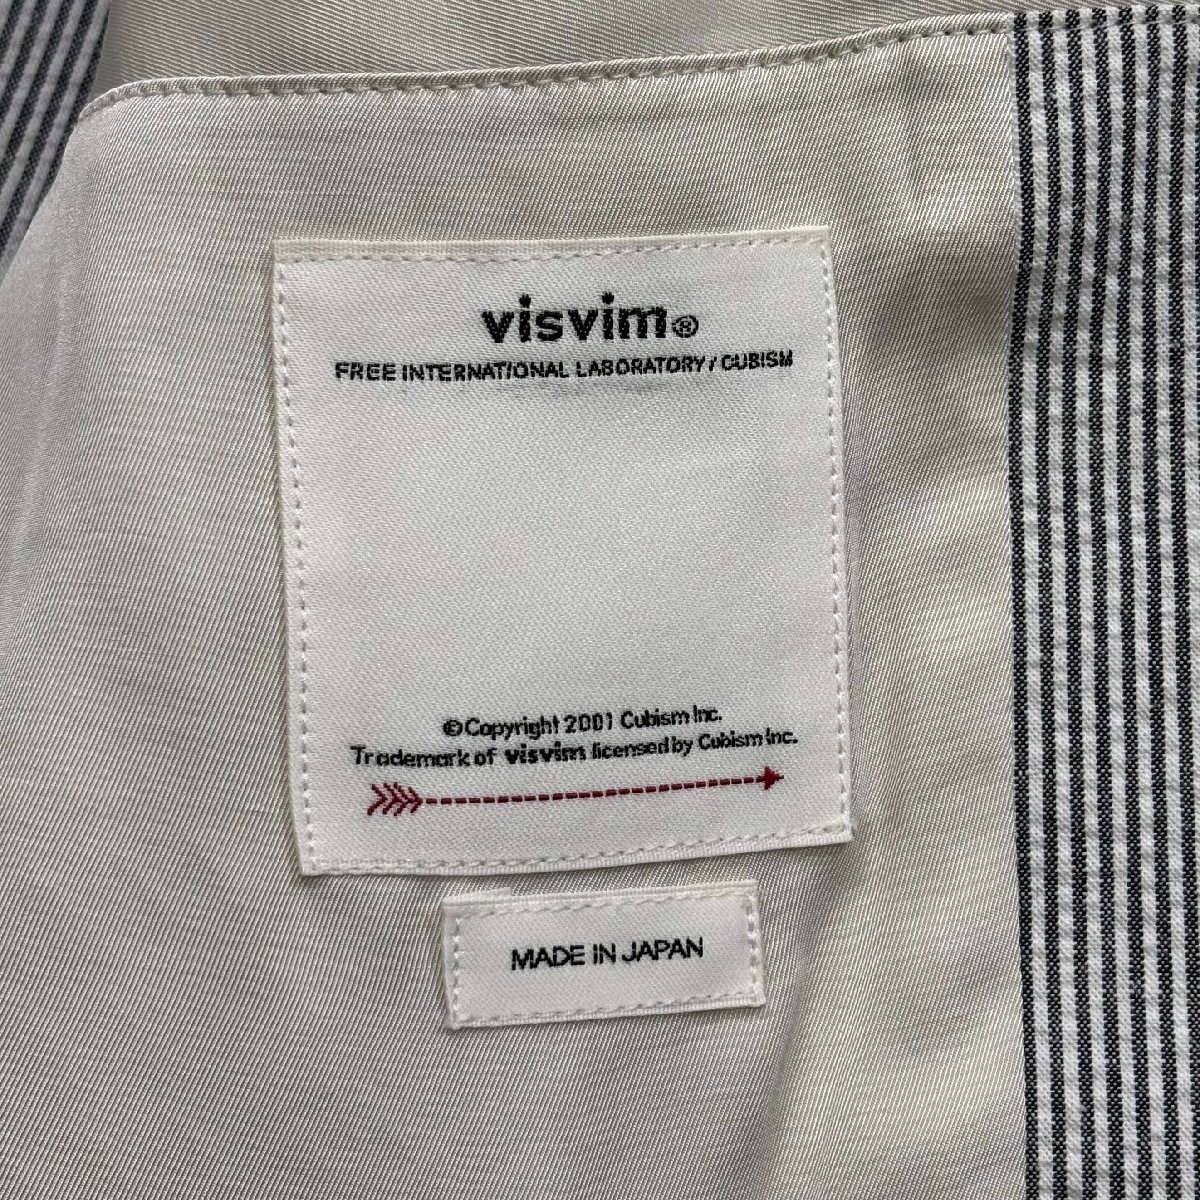 visvim®
FREE INTERNATIONAL LABORATORY / CUBISM
©Copyright 2001 Cubism Inc.
Trademark of visvim licensed by Cubism Inc.
MADE IN JAPAN